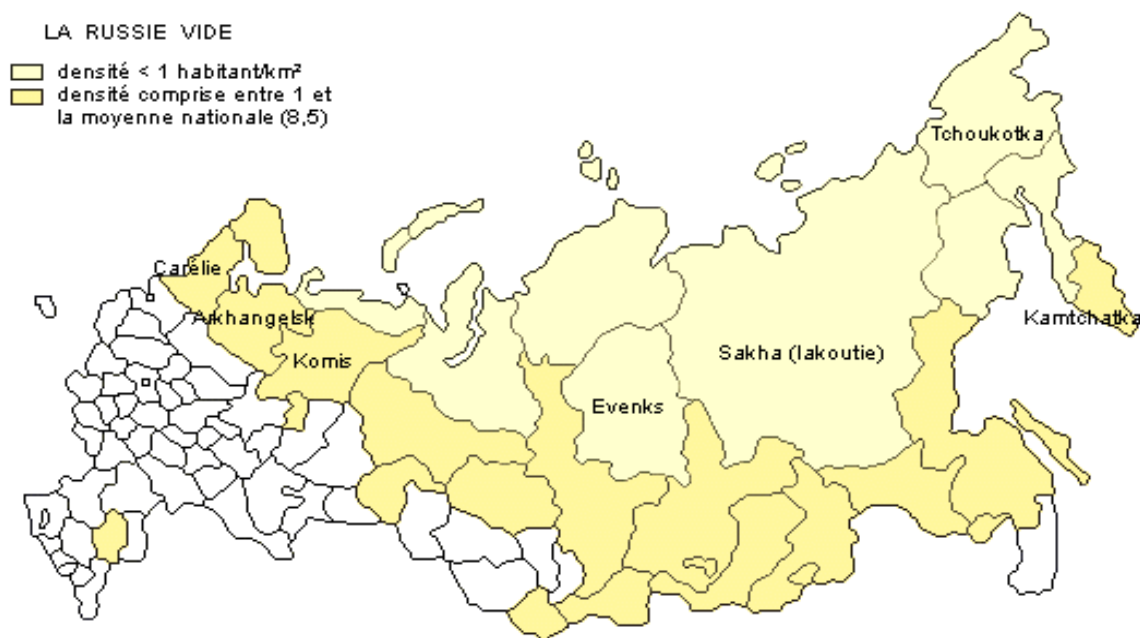 LA RUSSIE VIDE
densité < 1 habitant/km²
densité comprise entre 1 et
la moyenne nationale (8,5)
Tchoukotka
Carélie
Arkhangelsk
Kamtchatka
Komis
Sakha (Iakoutie)
Evenks